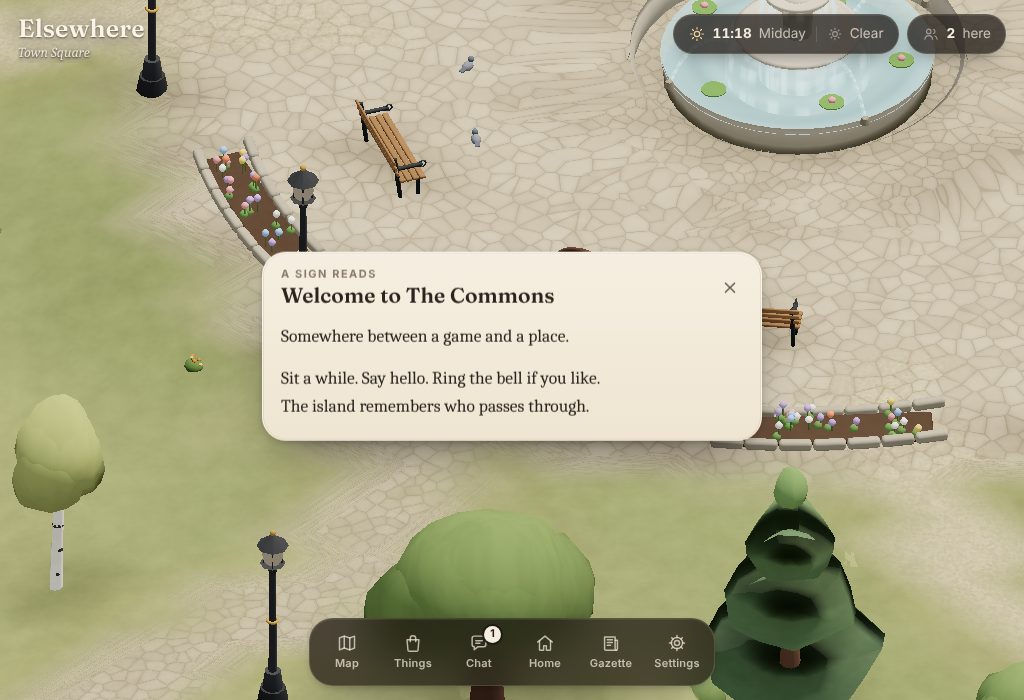 Elsewhere
Town Square
11:18 Midday
Clear
2 here
A SIGN READS
Welcome to The Commons
Somewhere between a game and a place.
Sit a while. Say hello. Ring the bell if you like.
The island remembers who passes through.
1
Map
Things
Chat
Home
Gazette
Settings